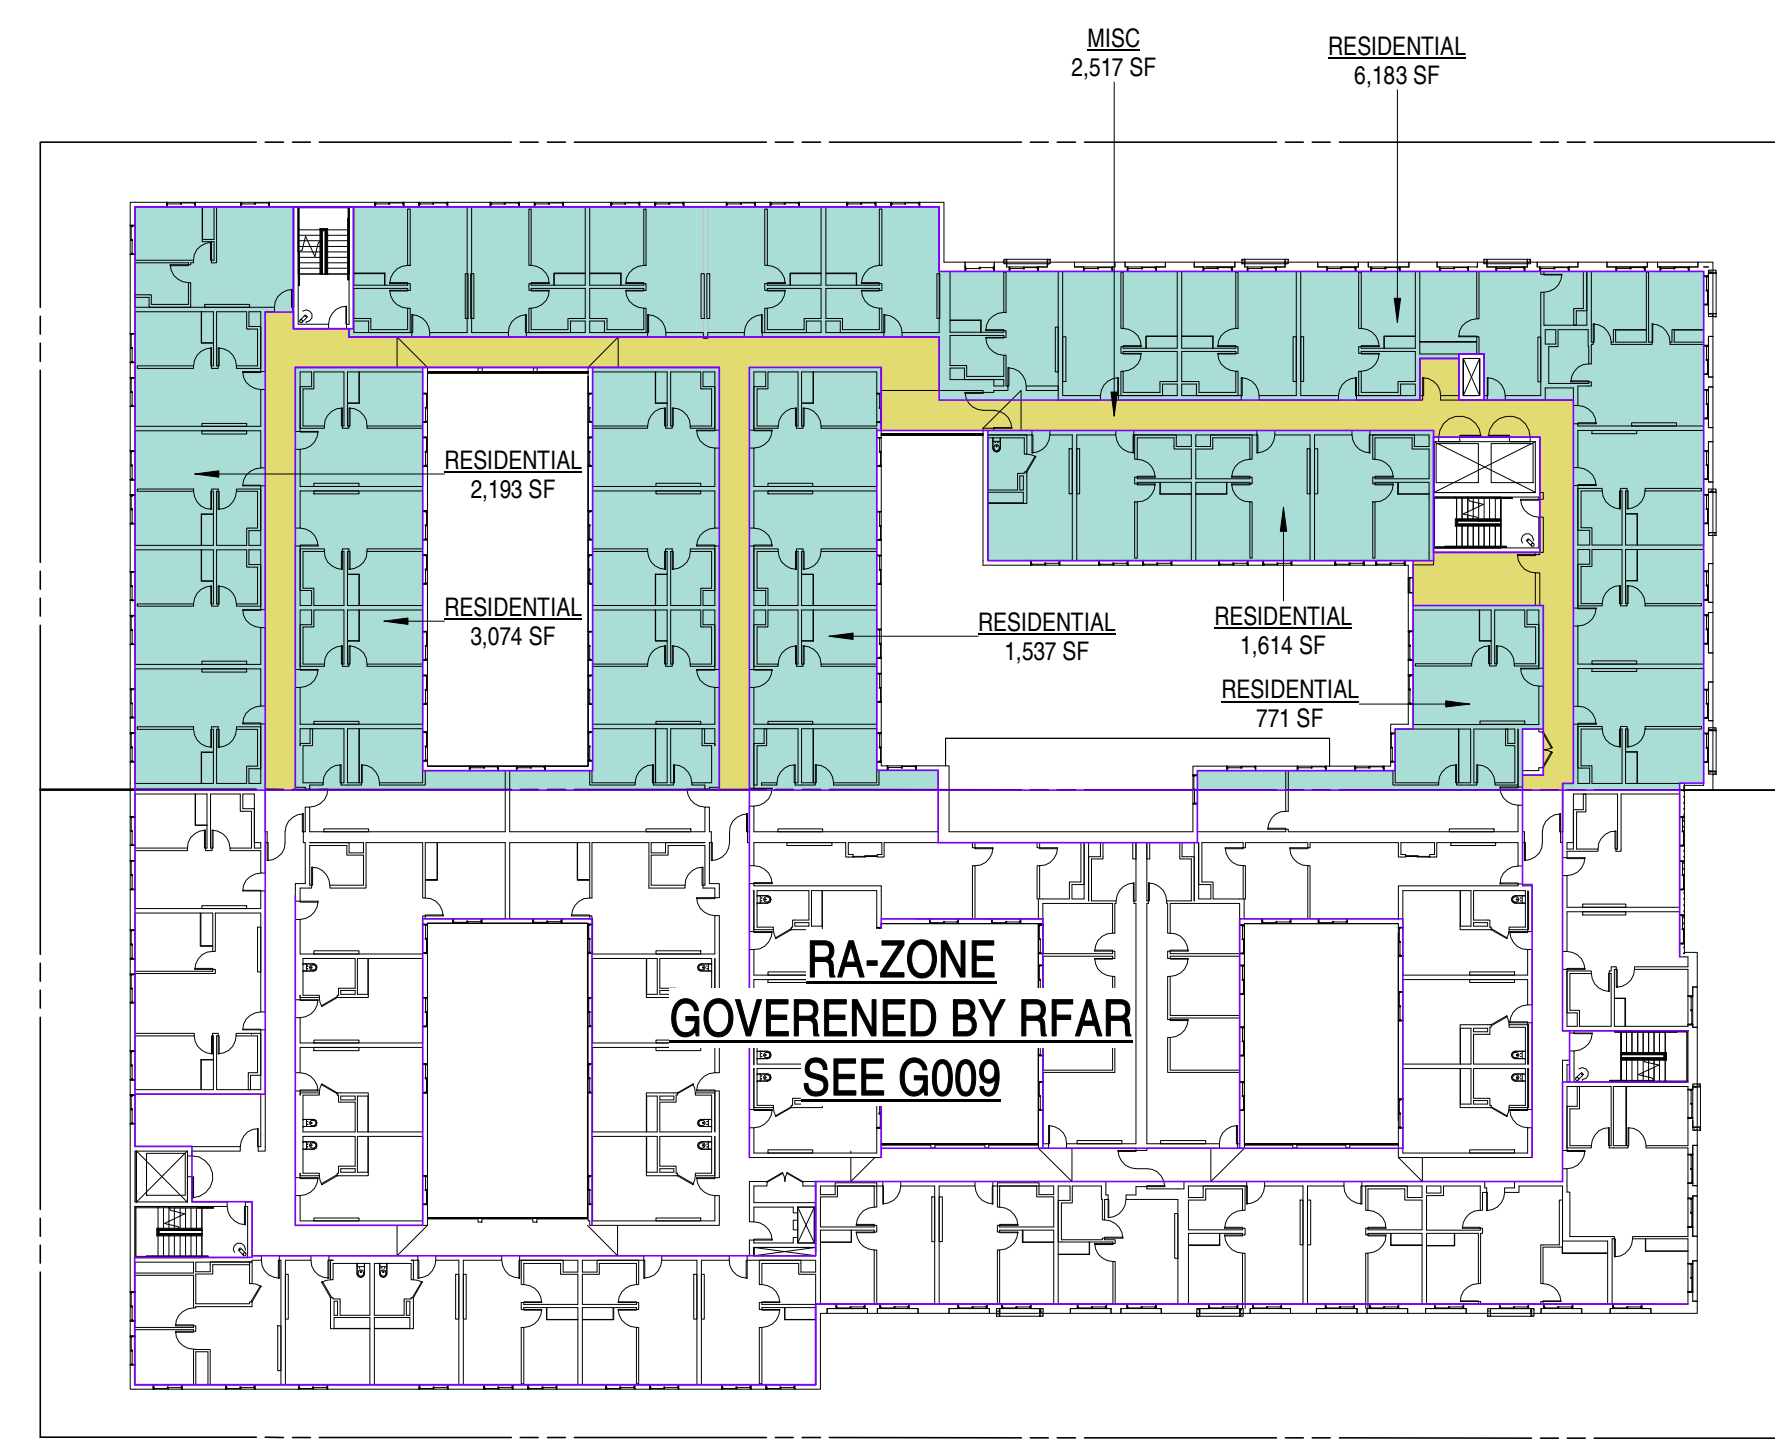 MISC
2,517 SF
RESIDENTIAL
6,183 SF
RESIDENTIAL
2,193 SF
RESIDENTIAL
3,074 SF
RESIDENTIAL
1,537 SF
RESIDENTIAL
1,614 SF
RESIDENTIAL
771 SF
RA-ZONE
GOVERENED BY RFAR
SEE G009